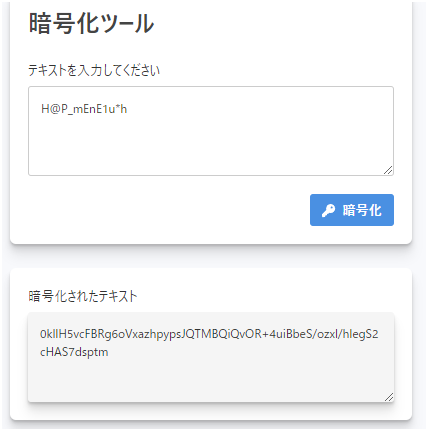 暗号化ツール
テキストを入力してください
H@P_mEnE1u*h
暗号化
暗号化されたテキスト
0kIlH5vcFBRg6oVxazhpypsJQTMBQiQvOR+4uiBbeS/ozxl/hlegS2
cHAS7dsptm